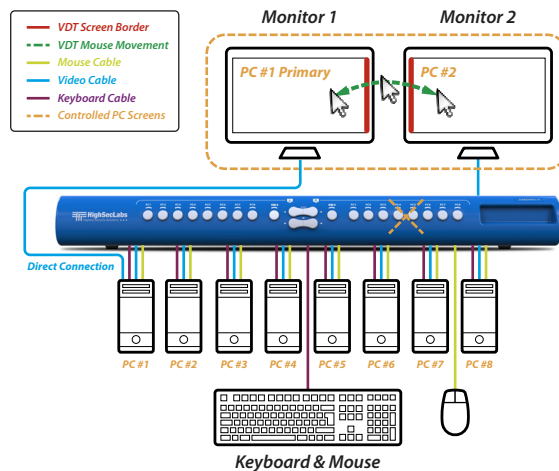 Monitor 1
Monitor 2
VDT Screen Border
VDT Mouse Movement
Mouse Cable
Video Cable
Keyboard Cable
Controlled PC Screens
PC #1 Primary
PC #2
HighSecLabs
Direct Connection
PC #1
PC #2
PC #3
PC #4
PC #5
PC #6
PC #7
PC #8
Keyboard & Mouse